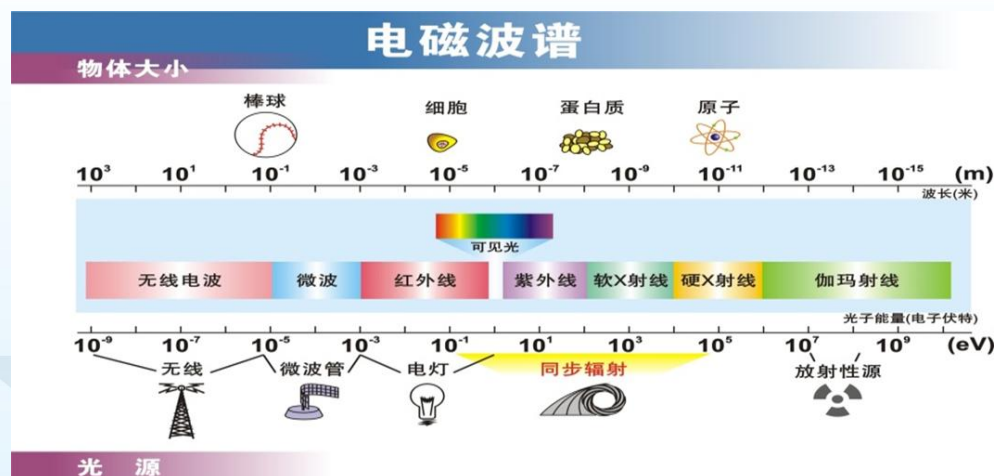 电磁波谱
物体大小
棒球 细胞 蛋白质 原子
10³ 10¹ 10⁻¹ 10⁻³ 10⁻⁵ 10⁻⁷ 10⁻⁹ 10⁻¹¹ 10⁻¹³ 10⁻¹⁵ (m)
波长(米)
可见光
无线电波 微波 红外线 紫外线 软X射线 硬X射线 伽玛射线
光子能量(电子伏特)
10⁻⁹ 10⁻⁷ 10⁻⁵ 10⁻³ 10⁻¹ 10¹ 10³ 10⁵ 10⁷ 10⁹ (eV)
无线 微波管 电灯 同步辐射 放射性源
光 源